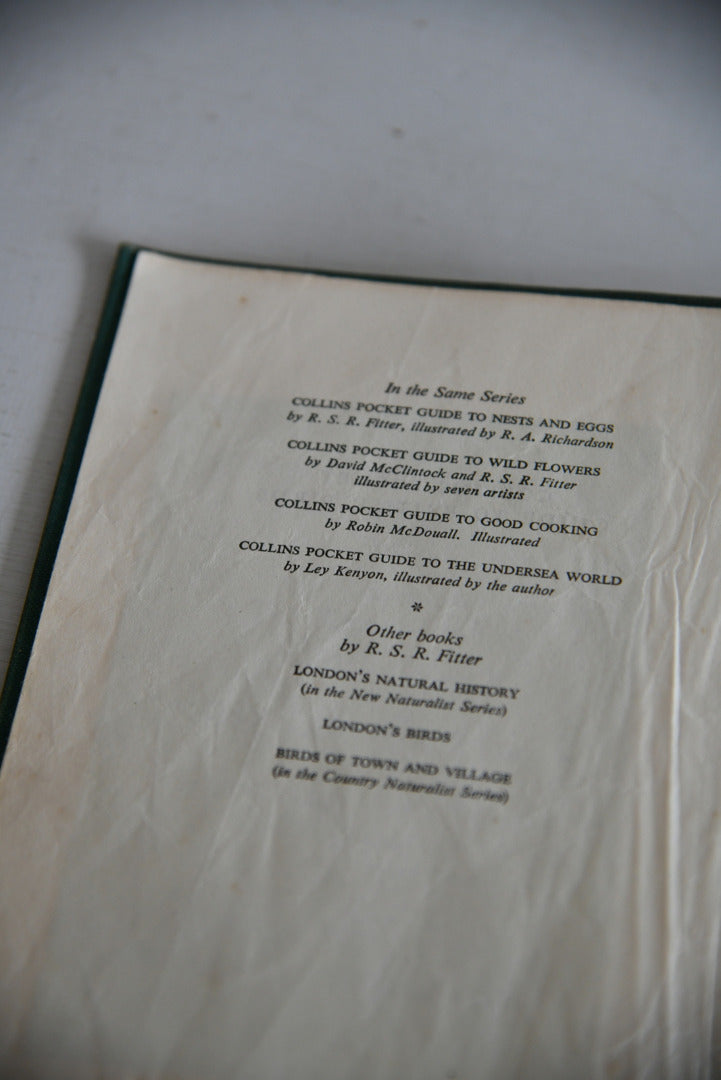 In the Same Series
COLLINS POCKET GUIDE TO NESTS AND EGGS
by R. S. R. Fitter, illustrated by R. A. Richardson
COLLINS POCKET GUIDE TO WILD FLOWERS
by David McClintock and R. S. R. Fitter
illustrated by seven artists
COLLINS POCKET GUIDE TO GOOD COOKING
by Robin McDouall. Illustrated
COLLINS POCKET GUIDE TO THE UNDERSEA WORLD
by Ley Kenyon, illustrated by the author
*
Other books
by R. S. R. Fitter
LONDON'S NATURAL HISTORY
(in the New Naturalist Series)
LONDON'S BIRDS
BIRDS OF TOWN AND VILLAGE
(in the Country Naturalist Series)